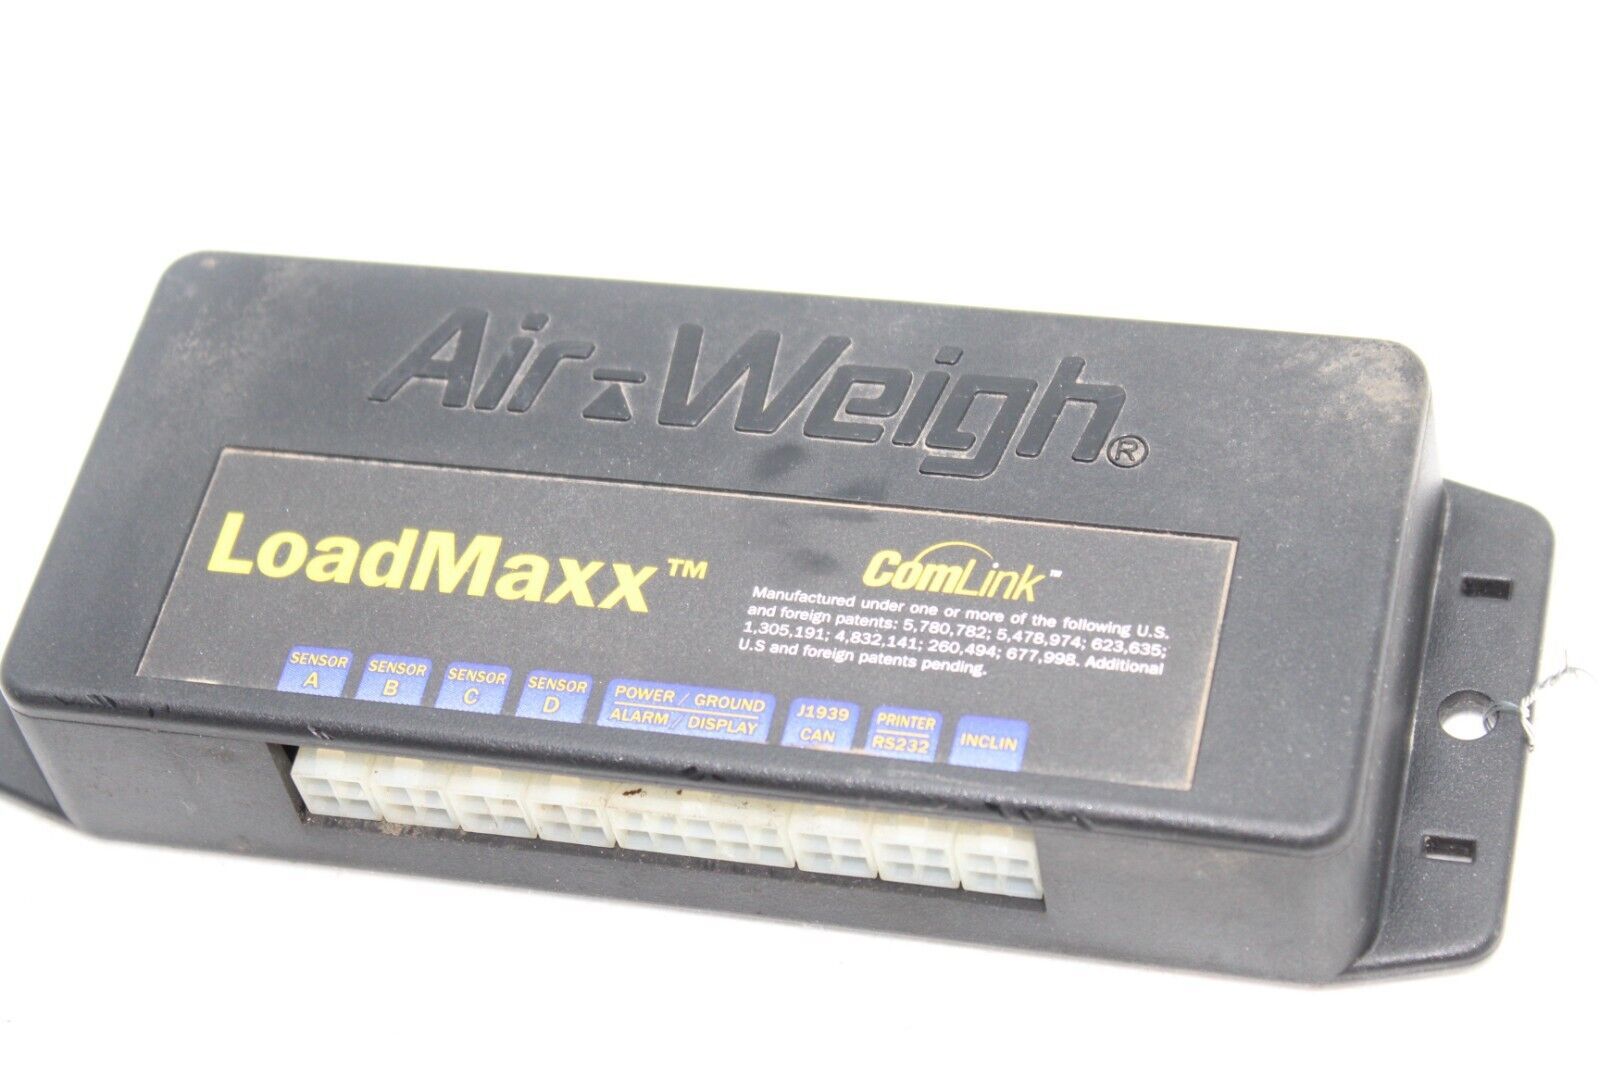 Air-Weigh®
LoadMaxx™
ComLink™
Manufactured under one or more of the following U.S.
and foreign patents: 5,780,782; 5,478,974; 623,635;
1,305,191; 4,832,141; 260,494; 677,998. Additional
U.S and foreign patents pending.
SENSOR
A
SENSOR
B
SENSOR
C
SENSOR
D
POWER / GROUND
ALARM / DISPLAY
J1939
CAN
PRINTER
RS232
INCLIN